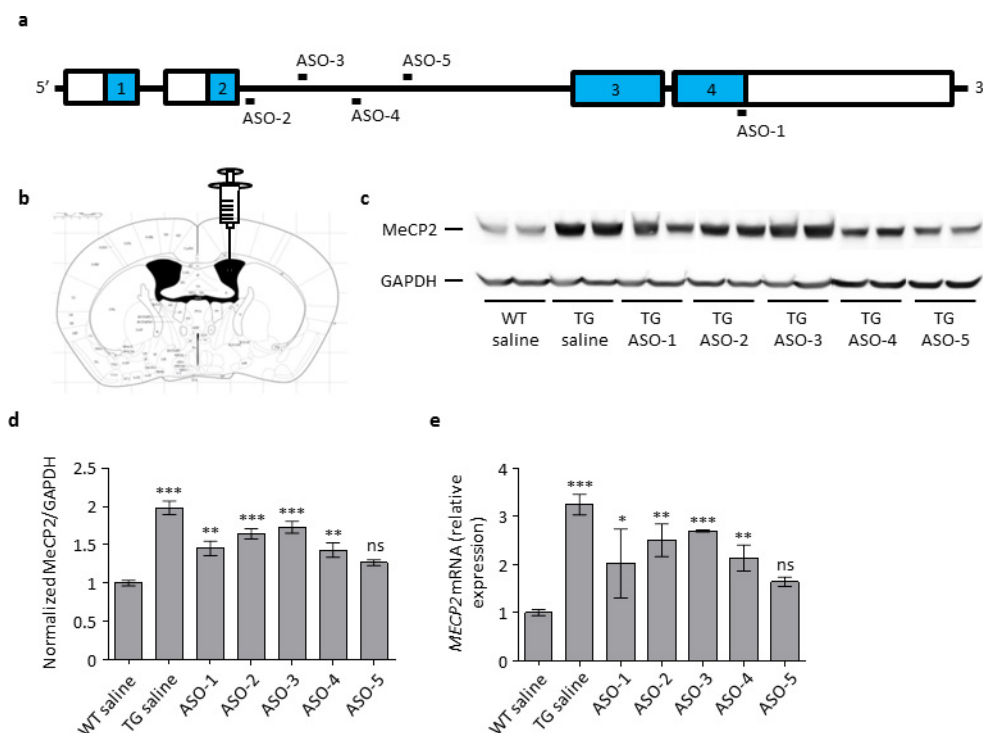 a
ASO-3 ASO-5
5’ 1 2 3 4 3
ASO-2 ASO-4 ASO-1
b
c
MeCP2
GAPDH
WT TG TG TG TG TG TG
saline saline ASO-1 ASO-2 ASO-3 ASO-4 ASO-5
d
Normalized MeCP2/GAPDH
2.5
2
1.5
1
0.5
0
*** ** *** *** ** ns
WT saline TG saline ASO-1 ASO-2 ASO-3 ASO-4 ASO-5
e
MECP2 mRNA (relative
expression)
4
3
2
1
0
*** * ** *** ** ns
WT saline TG saline ASO-1 ASO-2 ASO-3 ASO-4 ASO-5